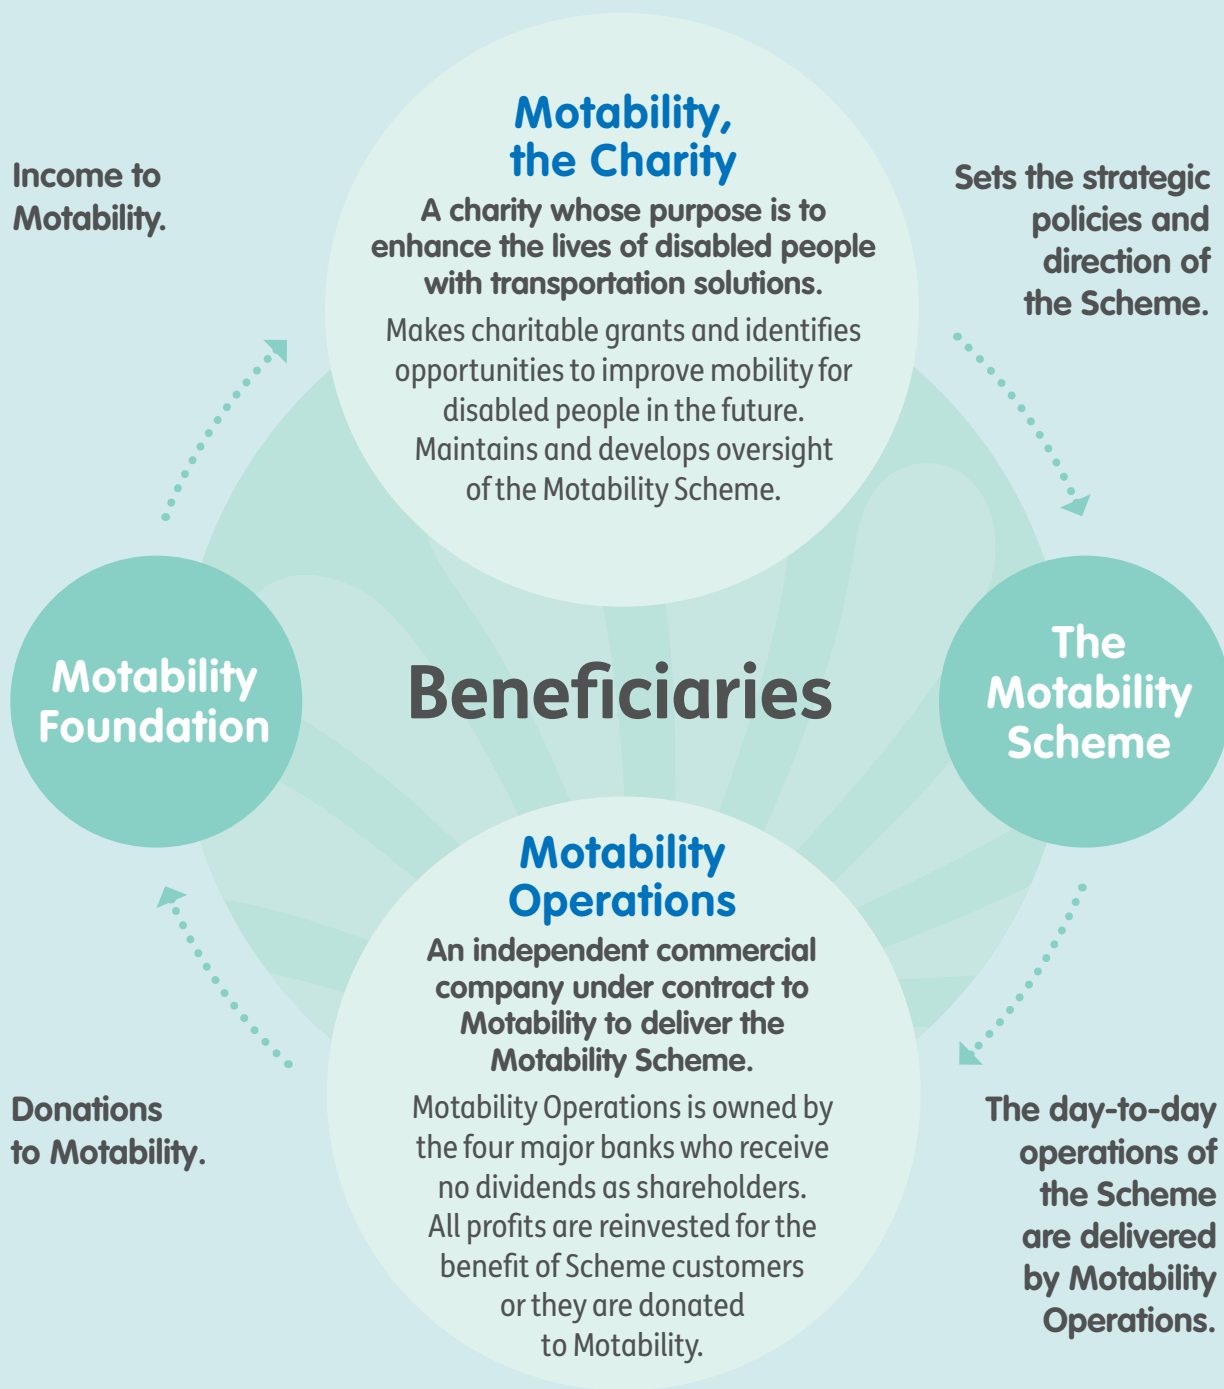 Motability,
the Charity
A charity whose purpose is to
enhance the lives of disabled people
with transportation solutions.
Makes charitable grants and identifies
opportunities to improve mobility for
disabled people in the future.
Maintains and develops oversight
of the Motability Scheme.
Income to
Motability.
Sets the strategic
policies and
direction of
the Scheme.
Motability
Foundation
Beneficiaries
The
Motability
Scheme
Motability
Operations
An independent commercial
company under contract to
Motability to deliver the
Motability Scheme.
Motability Operations is owned by
the four major banks who receive
no dividends as shareholders.
All profits are reinvested for the
benefit of Scheme customers
or they are donated
to Motability.
Donations
to Motability.
The day-to-day
operations of
the Scheme
are delivered
by Motability
Operations.